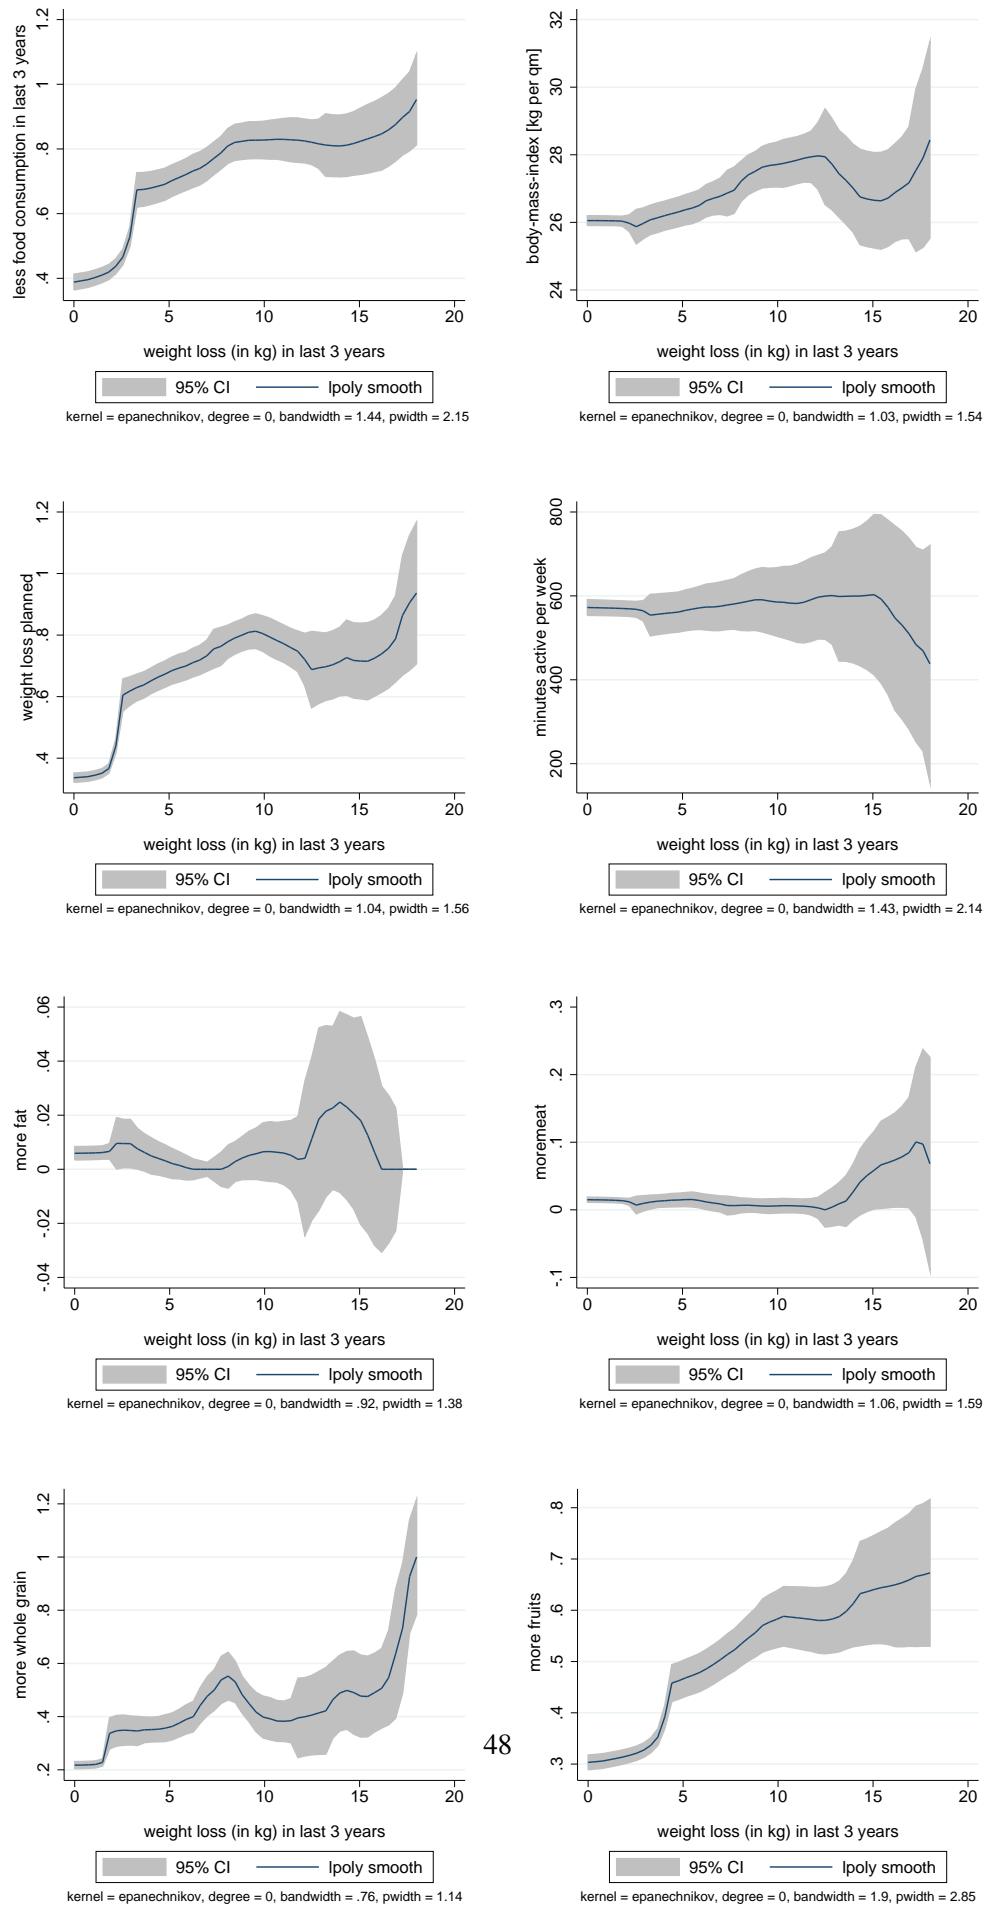 less food consumption in last 3 years
.4 .6 .8 1 1.2
0 5 10 15 20
weight loss (in kg) in last 3 years
95% CI lpoly smooth
kernel = epanechnikov, degree = 0, bandwidth = 1.44, pwidth = 2.15
body-mass-index [kg per qm]
24 26 28 30 32
0 5 10 15 20
weight loss (in kg) in last 3 years
95% CI lpoly smooth
kernel = epanechnikov, degree = 0, bandwidth = 1.03, pwidth = 1.54
weight loss planned
.4 .6 .8 1 1.2
0 5 10 15 20
weight loss (in kg) in last 3 years
95% CI lpoly smooth
kernel = epanechnikov, degree = 0, bandwidth = 1.04, pwidth = 1.56
minutes active per week
200 400 600 800
0 5 10 15 20
weight loss (in kg) in last 3 years
95% CI lpoly smooth
kernel = epanechnikov, degree = 0, bandwidth = 1.43, pwidth = 2.14
more fat
-.04 -.02 0 .02 .04 .06
0 5 10 15 20
weight loss (in kg) in last 3 years
95% CI lpoly smooth
kernel = epanechnikov, degree = 0, bandwidth = .92, pwidth = 1.38
moremeat
-.1 0 .1 .2 .3
0 5 10 15 20
weight loss (in kg) in last 3 years
95% CI lpoly smooth
kernel = epanechnikov, degree = 0, bandwidth = 1.06, pwidth = 1.59
more whole grain
.2 .4 .6 .8 1 1.2
0 5 10 15 20
weight loss (in kg) in last 3 years
95% CI lpoly smooth
kernel = epanechnikov, degree = 0, bandwidth = .76, pwidth = 1.14
more fruits
.3 .4 .5 .6 .7 .8
0 5 10 15 20
weight loss (in kg) in last 3 years
95% CI lpoly smooth
kernel = epanechnikov, degree = 0, bandwidth = 1.9, pwidth = 2.85
48